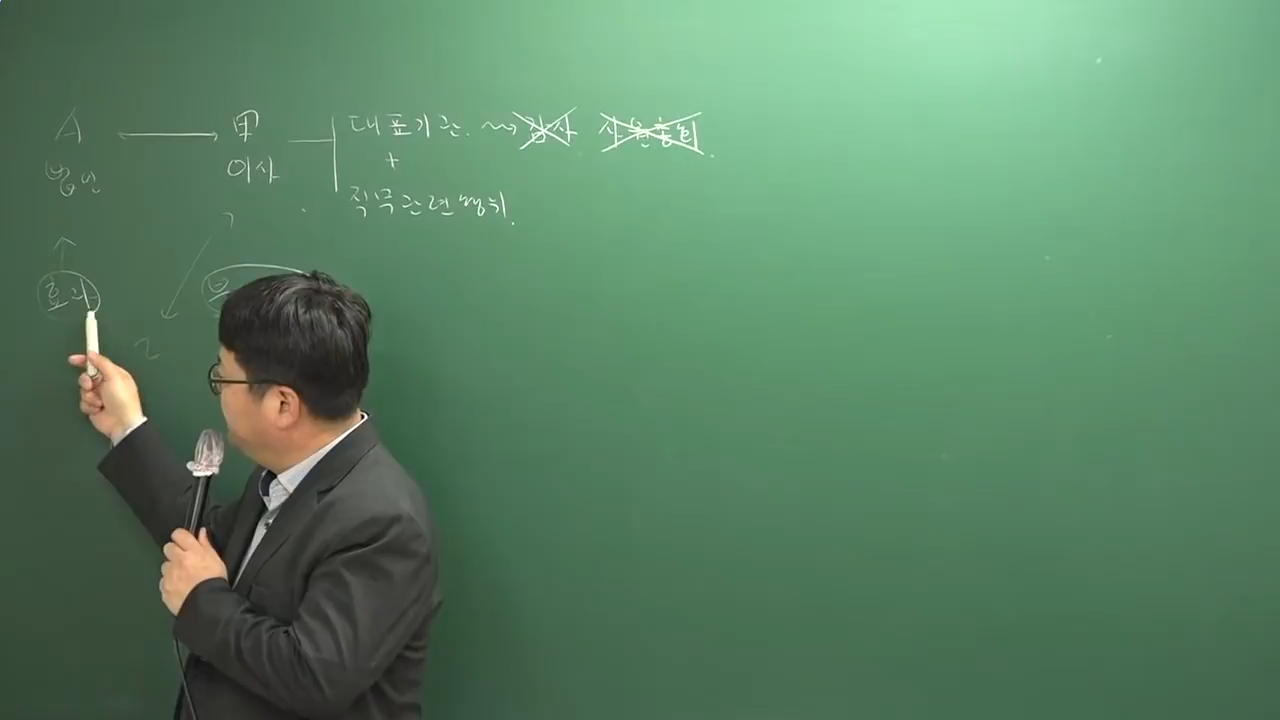 A ↔ 甲 대표기관. ⇝ 감사 사원총회.
법인 이사 +
직무관련행위.
효과